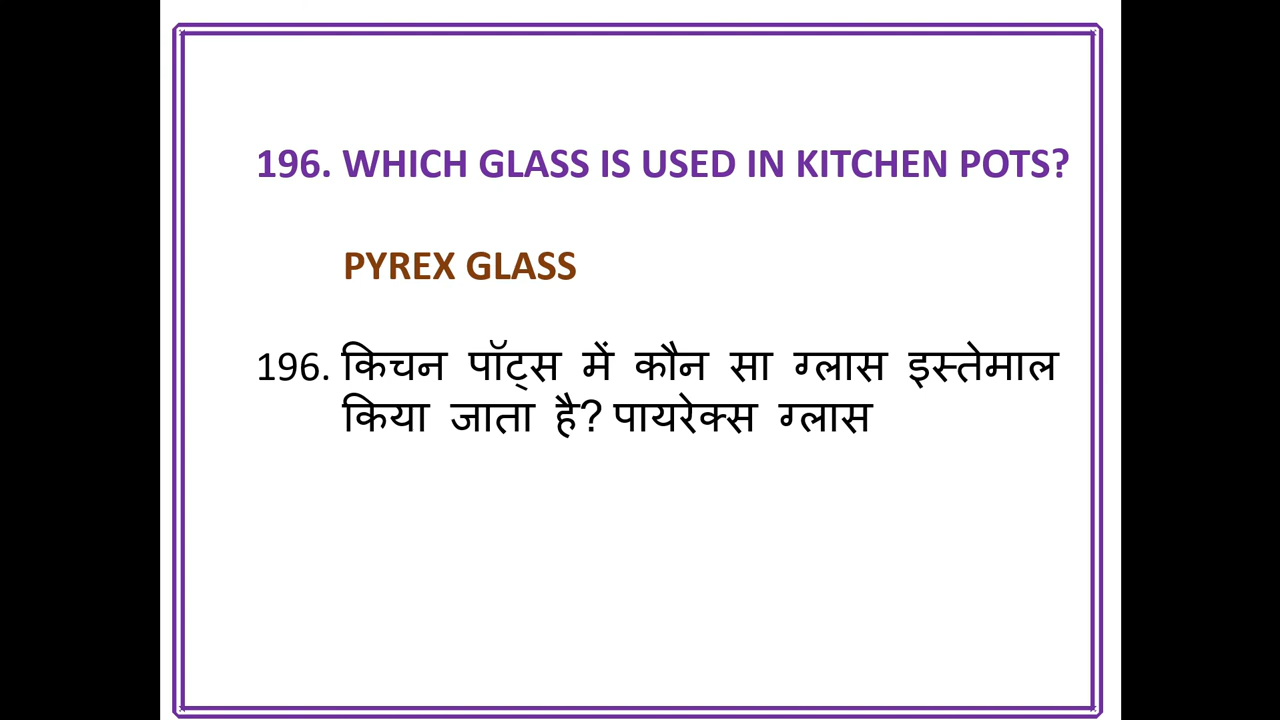 196. WHICH GLASS IS USED IN KITCHEN POTS?
PYREX GLASS
196. किचन पॉट्स में कौन सा ग्लास इस्तेमाल
किया जाता है? पायरेक्स ग्लास